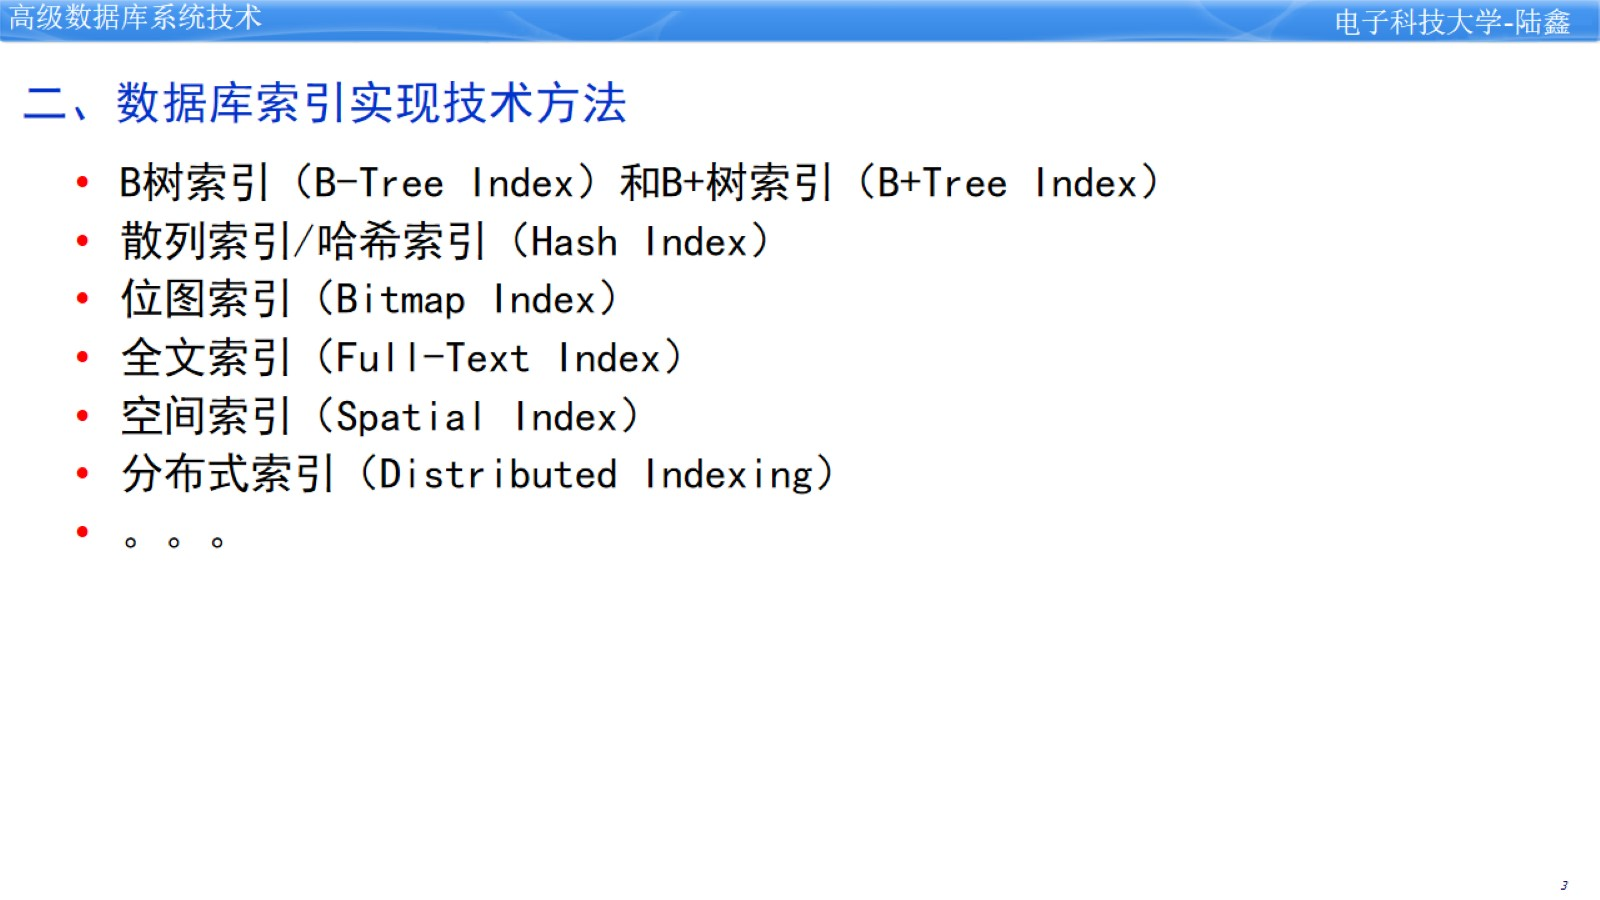 高级数据库系统技术
电子科技大学-陆鑫
二、数据库索引实现技术方法
• B树索引（B-Tree Index）和B+树索引（B+Tree Index）
• 散列索引/哈希索引（Hash Index）
• 位图索引（Bitmap Index）
• 全文索引（Full-Text Index）
• 空间索引（Spatial Index）
• 分布式索引（Distributed Indexing）
• 。。。
3